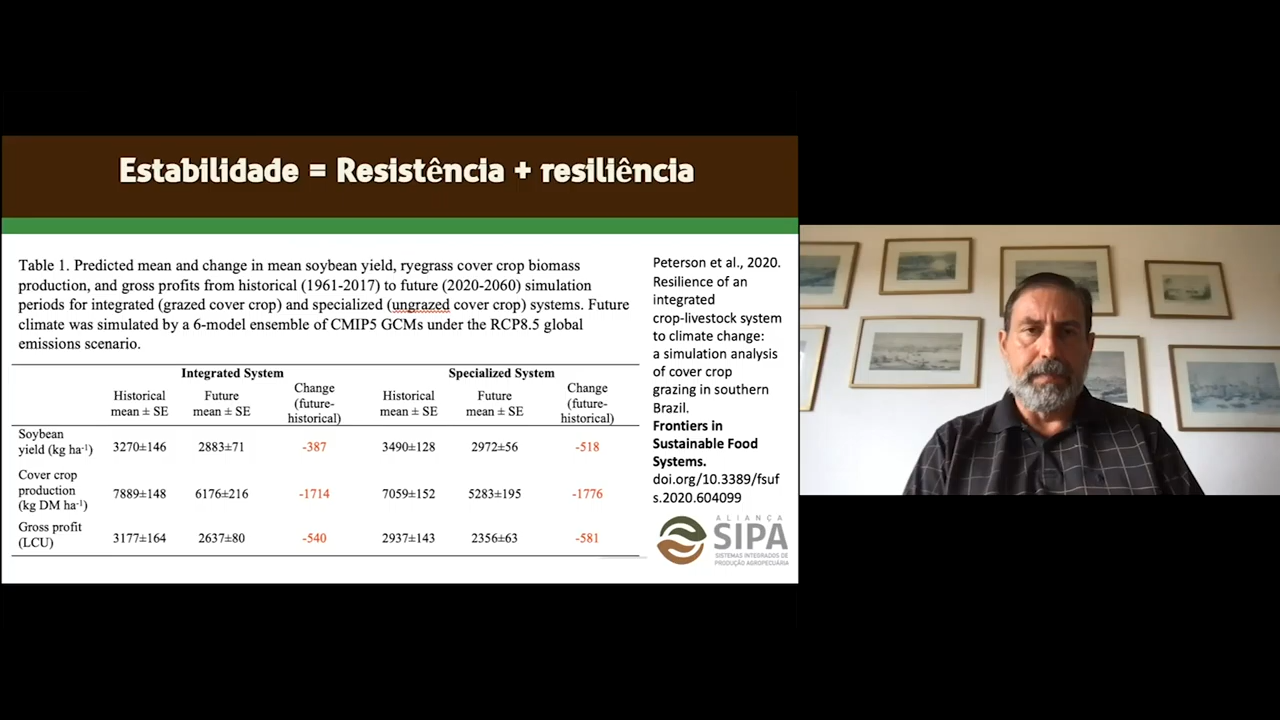 Estabilidade = Resistência + resiliência
Table 1. Predicted mean and change in mean soybean yield, ryegrass cover crop biomass
production, and gross profits from historical (1961-2017) to future (2020-2060) simulation
periods for integrated (grazed cover crop) and specialized (ungrazed cover crop) systems. Future
climate was simulated by a 6-model ensemble of CMIP5 GCMs under the RCP8.5 global
emissions scenario.
Integrated System Specialized System
Historical mean ± SE Future mean ± SE Change (future-historical) Historical mean ± SE Future mean ± SE Change (future-historical)
Soybean yield (kg ha⁻¹) 3270±146 2883±71 -387 3490±128 2972±56 -518
Cover crop production (kg DM ha⁻¹) 7889±148 6176±216 -1714 7059±152 5283±195 -1776
Gross profit (LCU) 3177±164 2637±80 -540 2937±143 2356±63 -581
Peterson et al., 2020.
Resilience of an
integrated
crop-livestock system
to climate change:
a simulation analysis
of cover crop
grazing in southern
Brazil.
Frontiers in
Sustainable Food
Systems.
doi.org/10.3389/fsuf
s.2020.604099
ALIANÇA
SIPA
SISTEMAS INTEGRADOS DE
PRODUÇÃO AGROPECUÁRIA